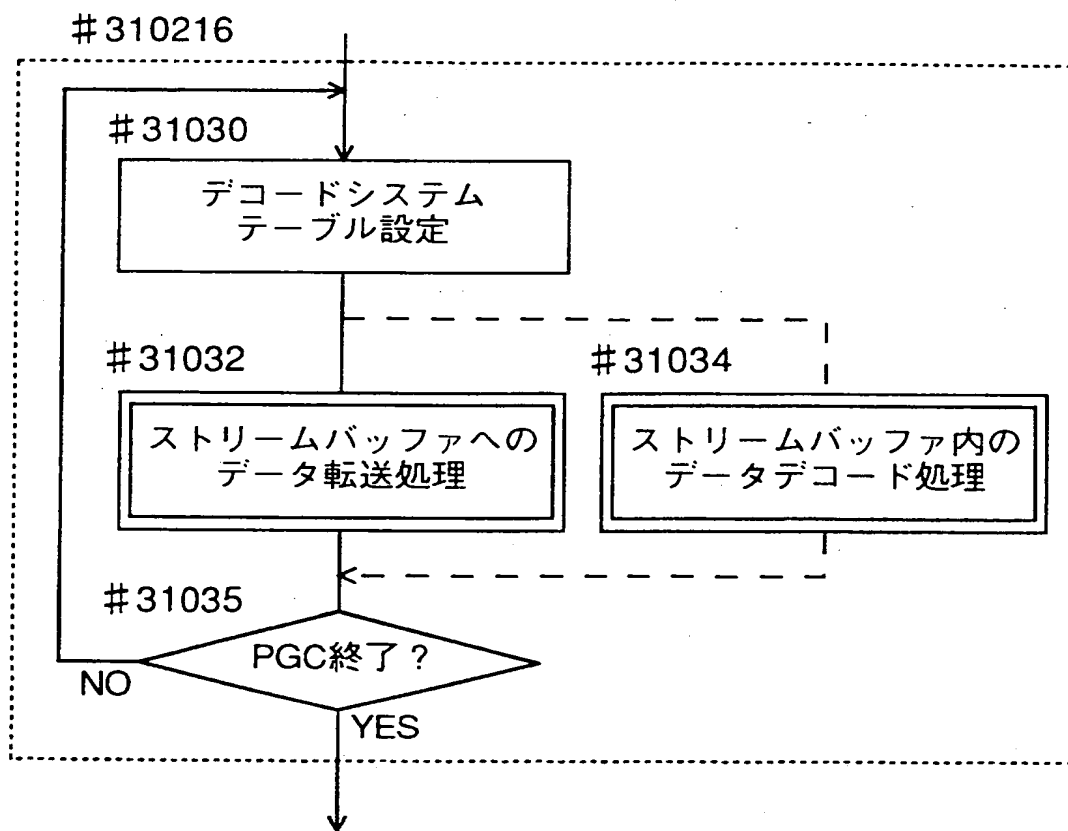 #310216
#31030
デコードシステム
テーブル設定
#31032
ストリームバッファへの
データ転送処理
#31034
ストリームバッファ内の
データデコード処理
#31035
PGC終了？
NO
YES